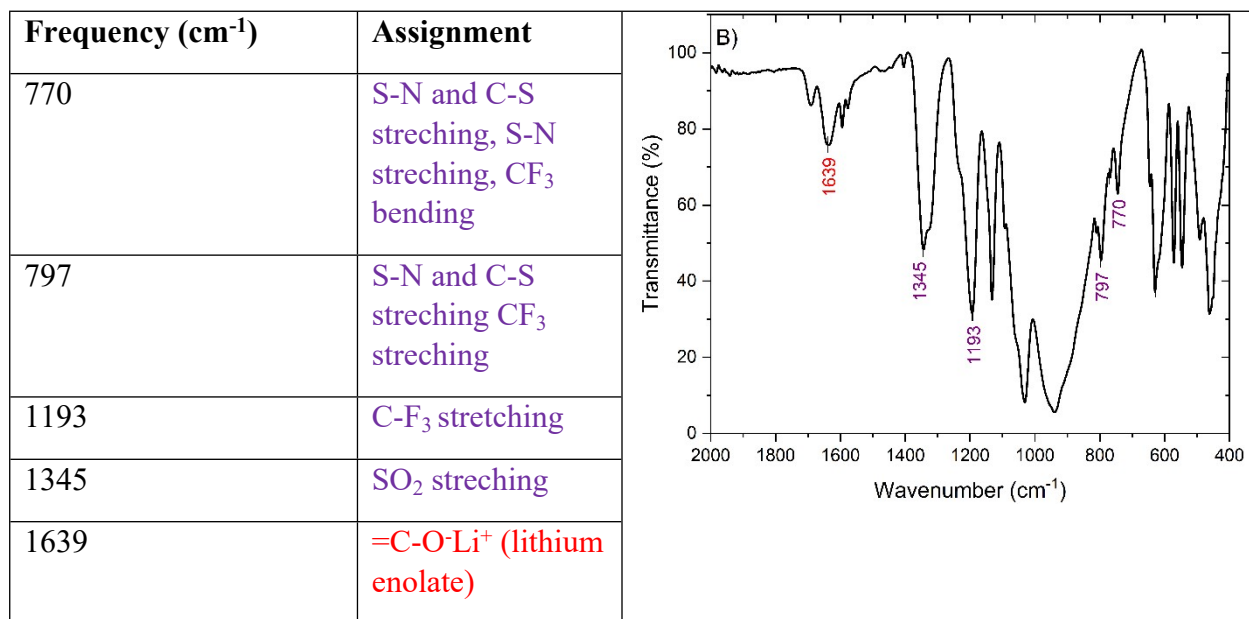 Frequency (cm⁻¹)
Assignment
770
S-N and C-S
streching, S-N
streching, CF₃
bending
797
S-N and C-S
streching CF₃
streching
1193
C-F₃ stretching
1345
SO₂ streching
1639
=C-O⁻Li⁺ (lithium
enolate)
B)
Transmittance (%)
100
80
60
40
20
0
1639
1345
1193
797
770
2000 1800 1600 1400 1200 1000 800 600 400
Wavenumber (cm⁻¹)